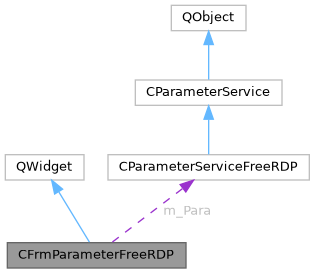 QObject
CParameterService
QWidget
CParameterServiceFreeRDP
m_Para
CFrmParameterFreeRDP